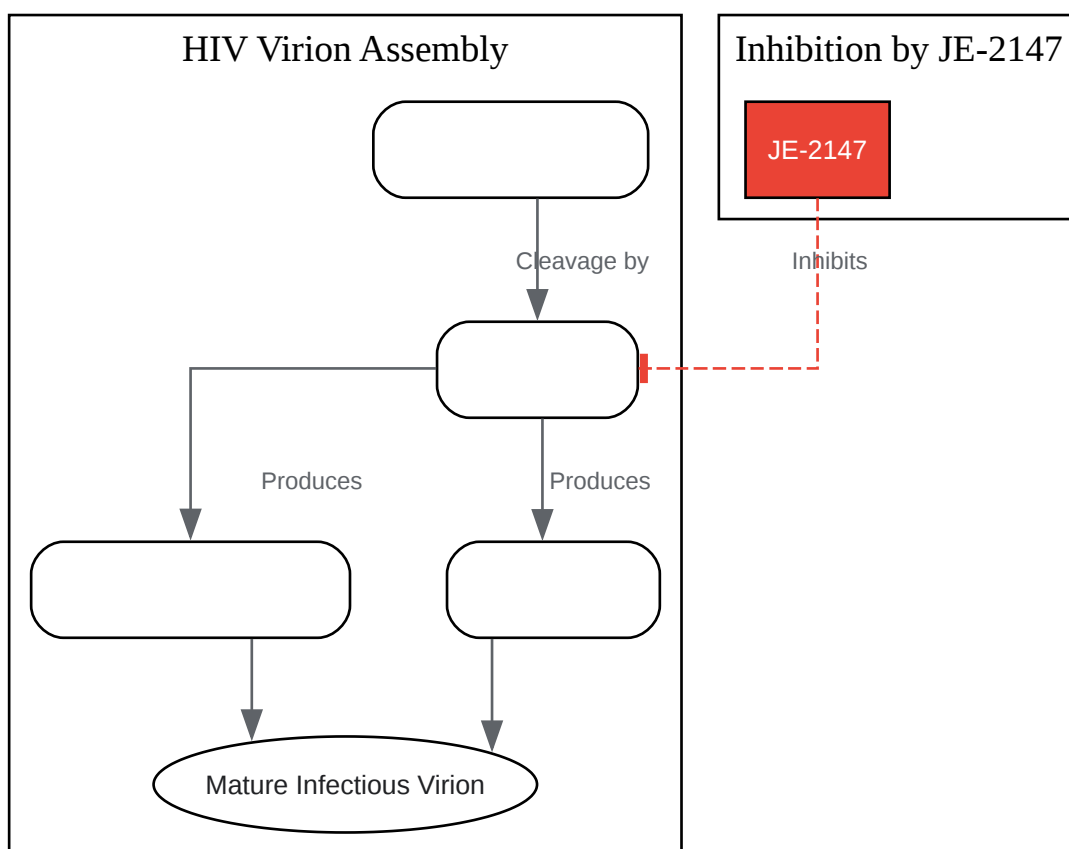 HIV Virion Assembly
Inhibition by JE-2147
JE-2147
Cleavage by
Inhibits
Produces
Produces
Mature Infectious Virion